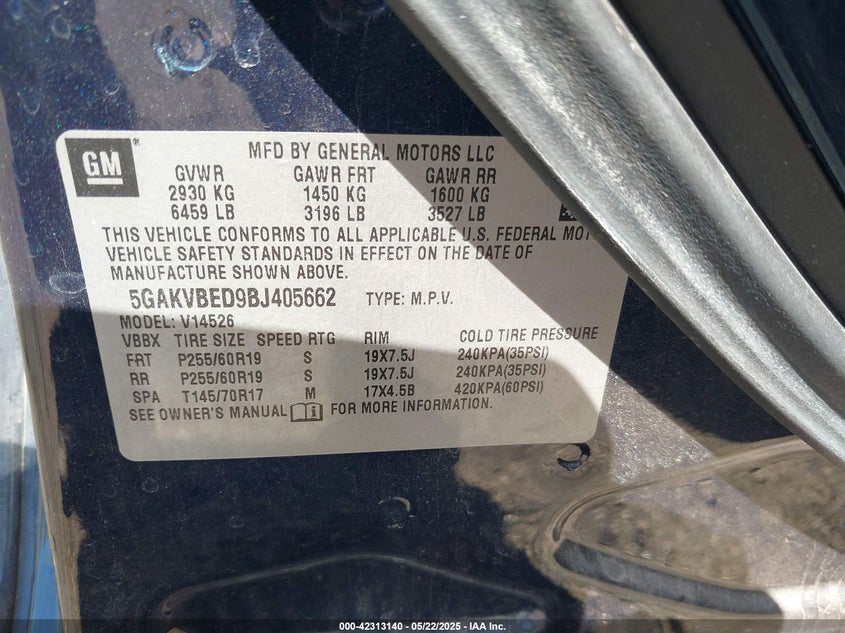 GM
MFD BY GENERAL MOTORS LLC
GVWR GAWR FRT GAWR RR
2930 KG 1450 KG 1600 KG
6459 LB 3196 LB 3527 LB
THIS VEHICLE CONFORMS TO ALL APPLICABLE U.S. FEDERAL
VEHICLE SAFETY STANDARDS IN EFFECT ON THE DATE OF
MANUFACTURE SHOWN ABOVE.
5GAKVBED9BJ405662 TYPE: M.P.V.
MODEL: V14526
VBBX TIRE SIZE SPEED RTG RIM COLD TIRE PRESSURE
FRT P255/60R19 S 19X7.5J 240KPA(35PSI)
RR P255/60R19 S 19X7.5J 240KPA(35PSI)
SPA T145/70R17 M 17X4.5B 420KPA(60PSI)
SEE OWNER'S MANUAL i FOR MORE INFORMATION.
000-42313140 - 05/22/2025 - IAA Inc.